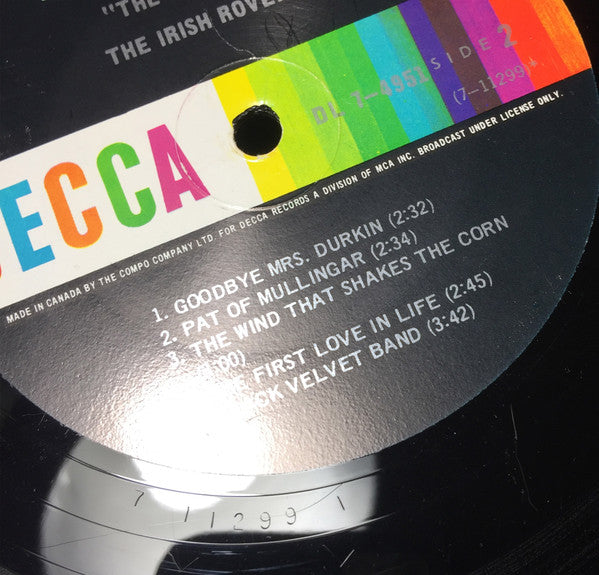 "THE
THE IRISH ROVE
DECCA
DL 7-4951
SIDE 2
(7-11299)*
MADE IN CANADA BY THE COMPO COMPANY LTD. FOR DECCA RECORDS A DIVISION OF MCA INC. BROADCAST UNDER LICENSE ONLY.
1. GOODBYE MRS. DURKIN (2:32)
2. PAT OF MULLINGAR (2:34)
3. THE WIND THAT SHAKES THE CORN
:00)
FIRST LOVE IN LIFE (2:45)
CK VELVET BAND (3:42)
7 11299 1